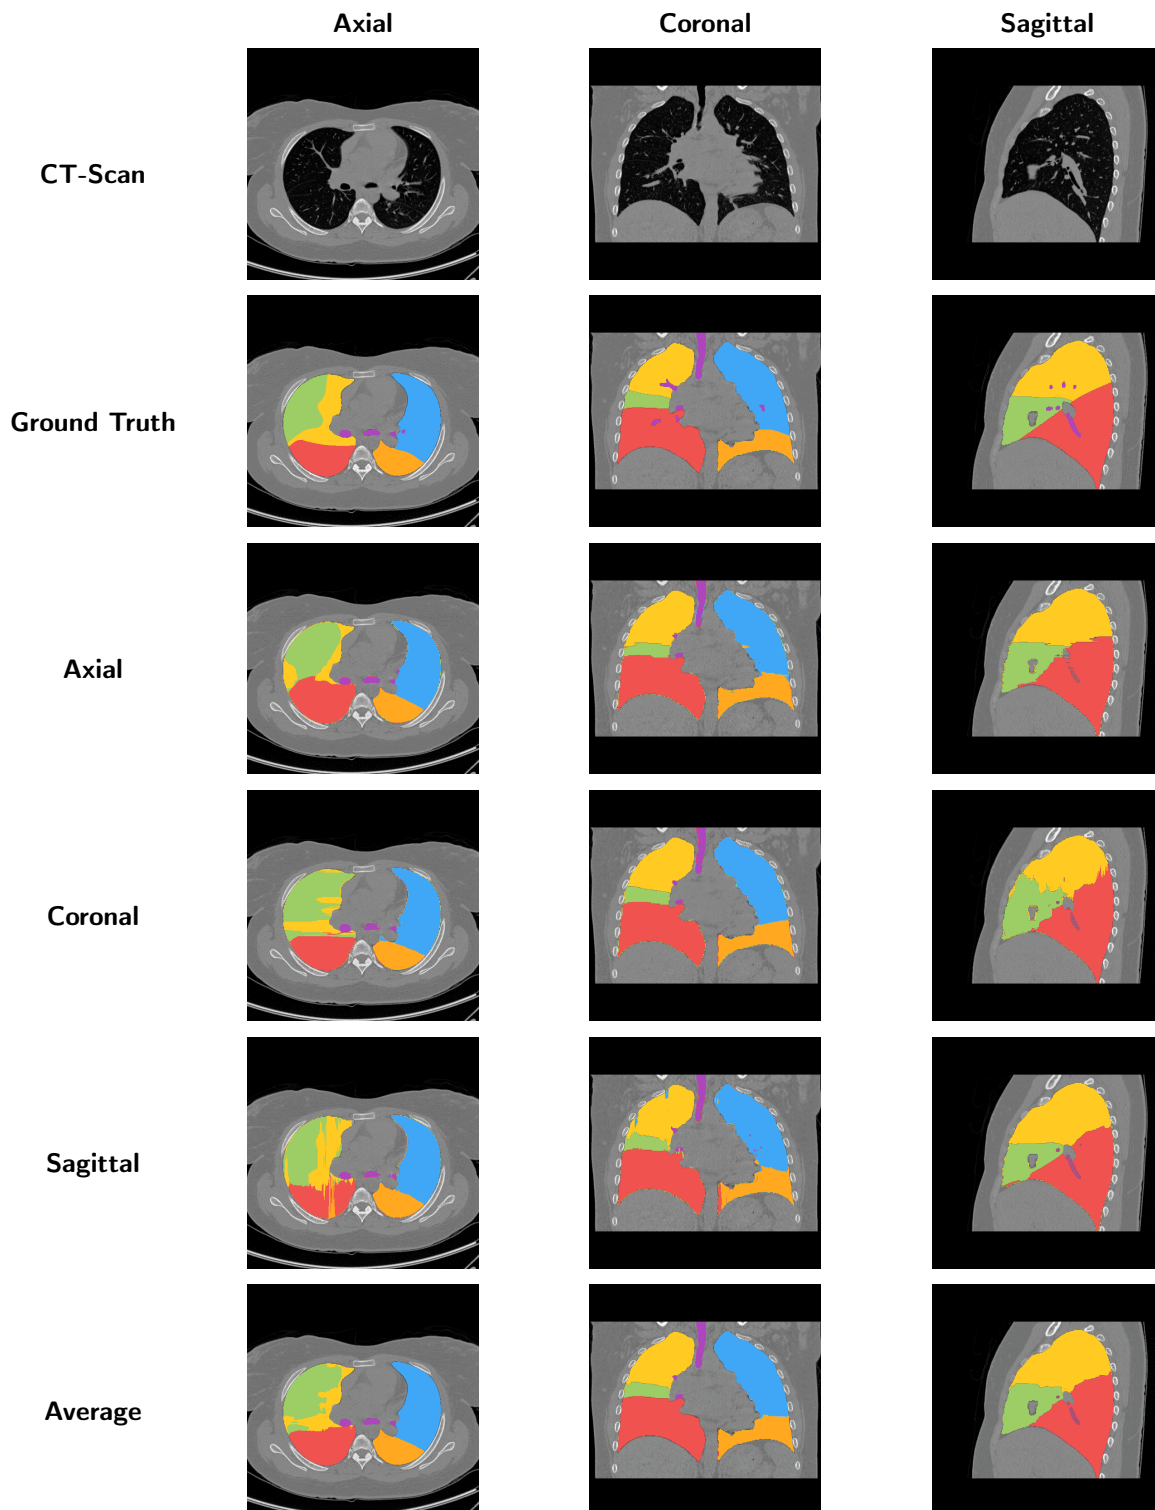 Axial Coronal Sagittal
CT-Scan
Ground Truth
Axial
Coronal
Sagittal
Average